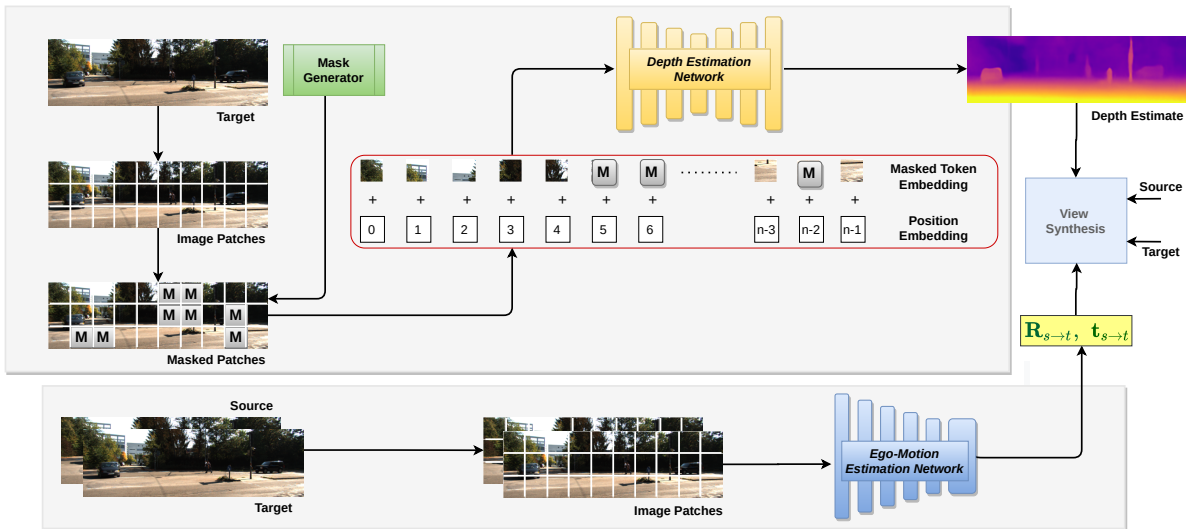 Target
Mask
Generator
Depth Estimation
Network
Depth Estimate
Image Patches
M M
M M M
M M M
Masked Patches
M M ......... M
Masked Token
Embedding
+ + + + + + + + + +
0 1 2 3 4 5 6 n-3 n-2 n-1
Position
Embedding
View
Synthesis
Source
Target
R_{s→t}, t_{s→t}
Source
Target
Image Patches
Ego-Motion
Estimation Network